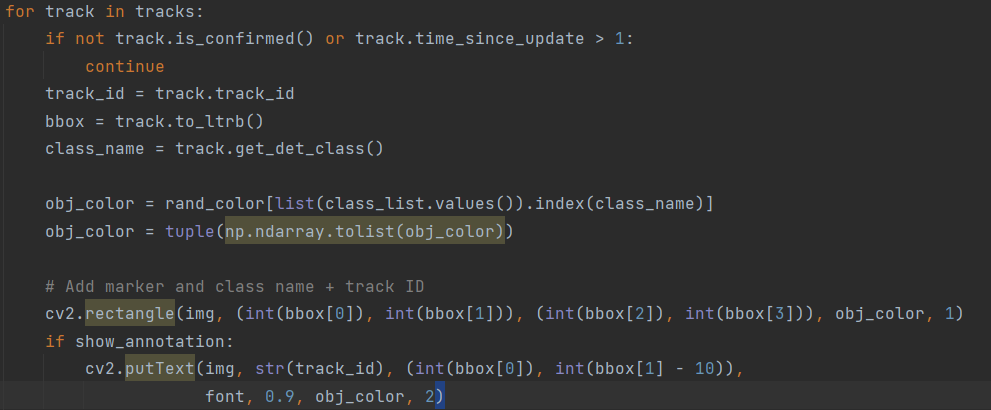 for track in tracks:
    if not track.is_confirmed() or track.time_since_update > 1:
        continue
    track_id = track.track_id
    bbox = track.to_ltrb()
    class_name = track.get_det_class()

    obj_color = rand_color[list(class_list.values()).index(class_name)]
    obj_color = tuple(np.ndarray.tolist(obj_color))

    # Add marker and class name + track ID
    cv2.rectangle(img, (int(bbox[0]), int(bbox[1])), (int(bbox[2]), int(bbox[3])), obj_color, 1)
    if show_annotation:
        cv2.putText(img, str(track_id), (int(bbox[0]), int(bbox[1] - 10)),
                    font, 0.9, obj_color, 2)